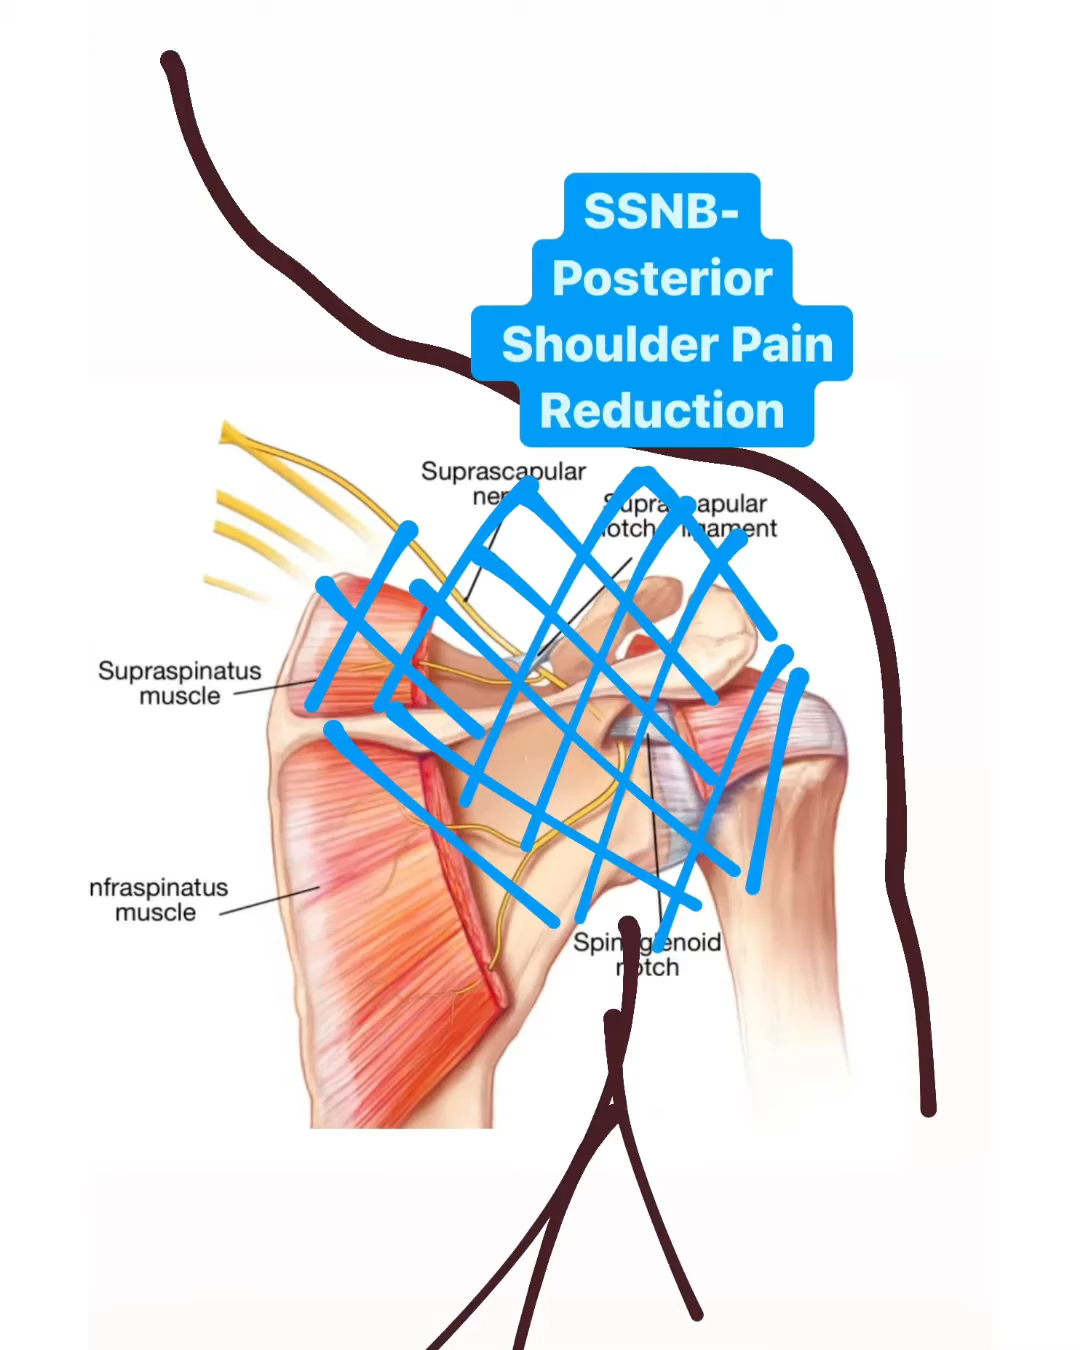 SSNB-
Posterior
Shoulder Pain
Reduction
Suprascapular
Supraspinatus
muscle
nfraspinatus
muscle